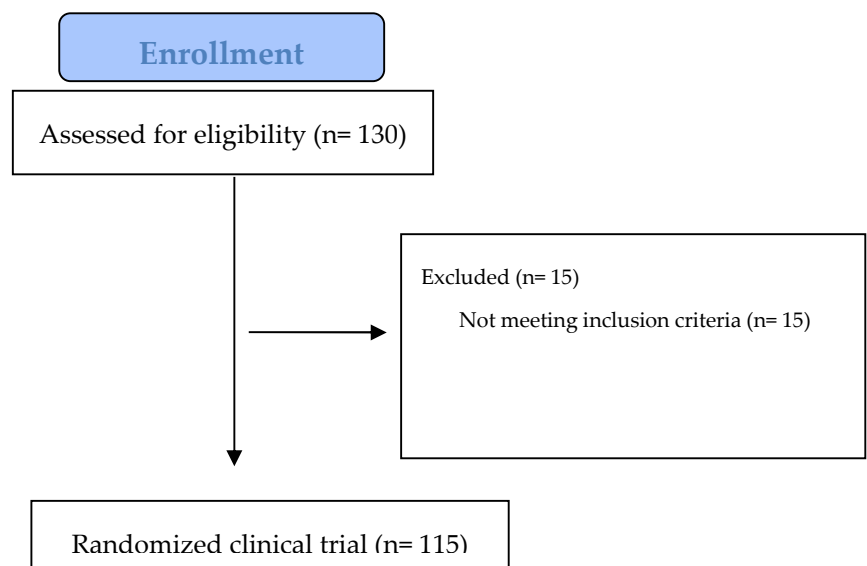 Enrollment
Assessed for eligibility (n= 130)
Excluded (n= 15)
Not meeting inclusion criteria (n= 15)
Randomized clinical trial (n= 115)